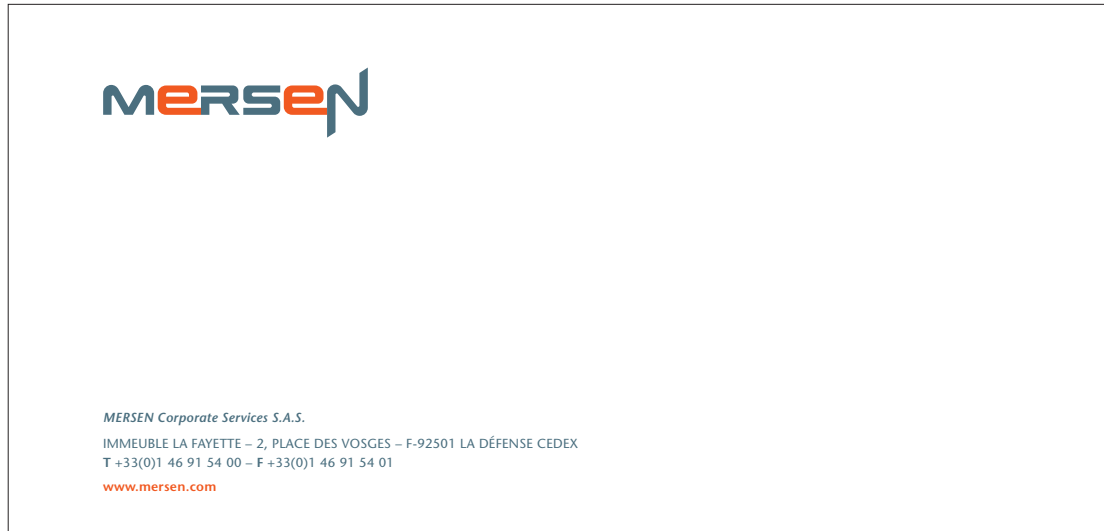 MERSEN
MERSEN Corporate Services S.A.S.
IMMEUBLE LA FAYETTE – 2, PLACE DES VOSGES – F-92501 LA DÉFENSE CEDEX
T +33(0)1 46 91 54 00 – F +33(0)1 46 91 54 01
www.mersen.com